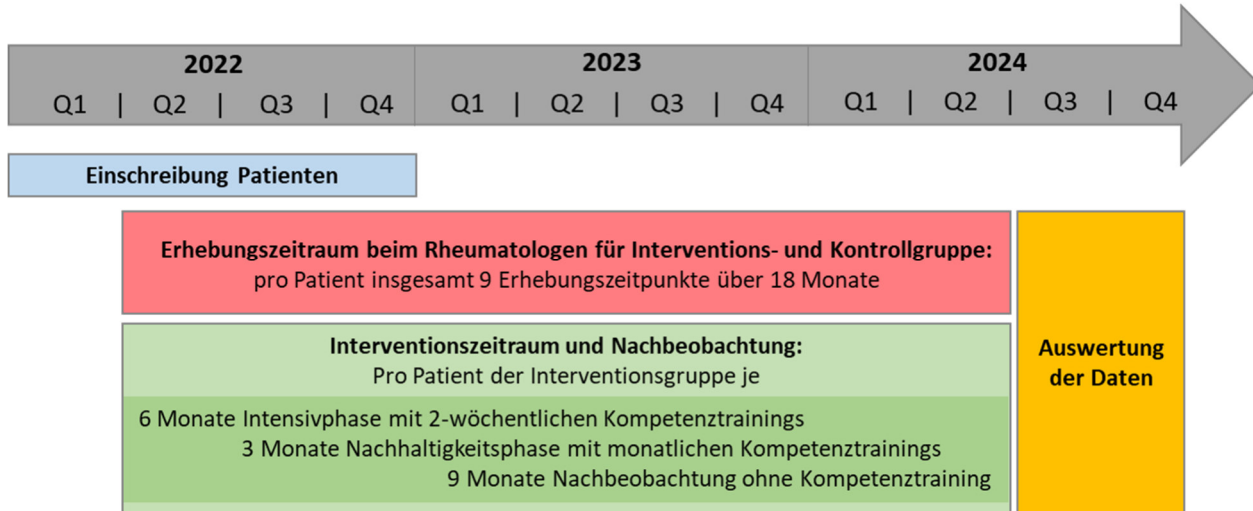 2022 2023 2024
Q1 | Q2 | Q3 | Q4 Q1 | Q2 | Q3 | Q4 Q1 | Q2 | Q3 | Q4
Einschreibung Patienten
Erhebungszeitraum beim Rheumatologen für Interventions- und Kontrollgruppe:
pro Patient insgesamt 9 Erhebungszeitpunkte über 18 Monate
Interventionszeitraum und Nachbeobachtung:
Pro Patient der Interventionsgruppe je
6 Monate Intensivphase mit 2-wöchentlichen Kompetenztrainings
3 Monate Nachhaltigkeitsphase mit monatlichen Kompetenztrainings
9 Monate Nachbeobachtung ohne Kompetenztraining
Auswertung
der Daten